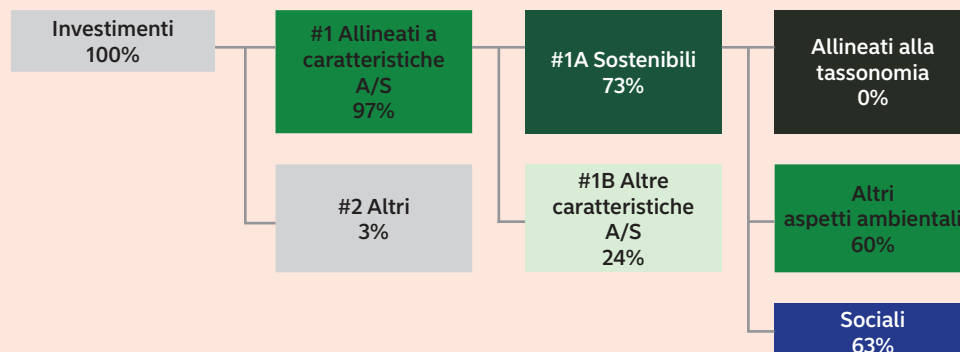 Investimenti
100%
#1 Allineati a
caratteristiche
A/S
97%
#1A Sostenibili
73%
Allineati alla
tassonomia
0%
#2 Altri
3%
#1B Altre
caratteristiche
A/S
24%
Altri
aspetti ambientali
60%
Sociali
63%